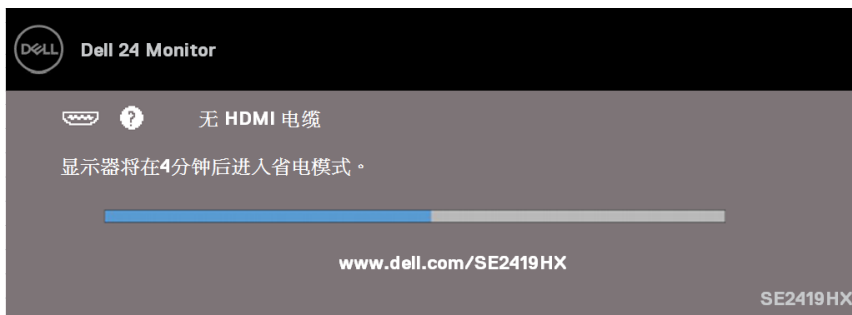 DELL Dell 24 Monitor
? 无 HDMI 电缆
显示器将在4分钟后进入省电模式。
www.dell.com/SE2419HX
SE2419HX